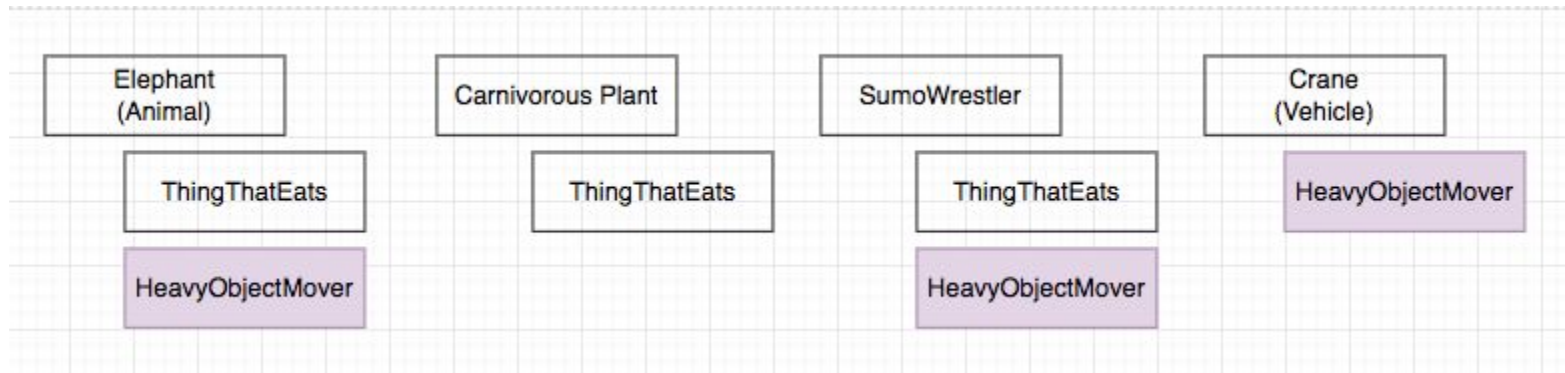 Elephant
(Animal)
Carnivorous Plant
SumoWrestler
Crane
(Vehicle)
ThingThatEats
ThingThatEats
ThingThatEats
HeavyObjectMover
HeavyObjectMover
HeavyObjectMover